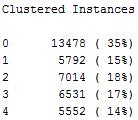 Clustered Instances
0 13478 ( 35%)
1 5792 ( 15%)
2 7014 ( 18%)
3 6531 ( 17%)
4 5552 ( 14%)